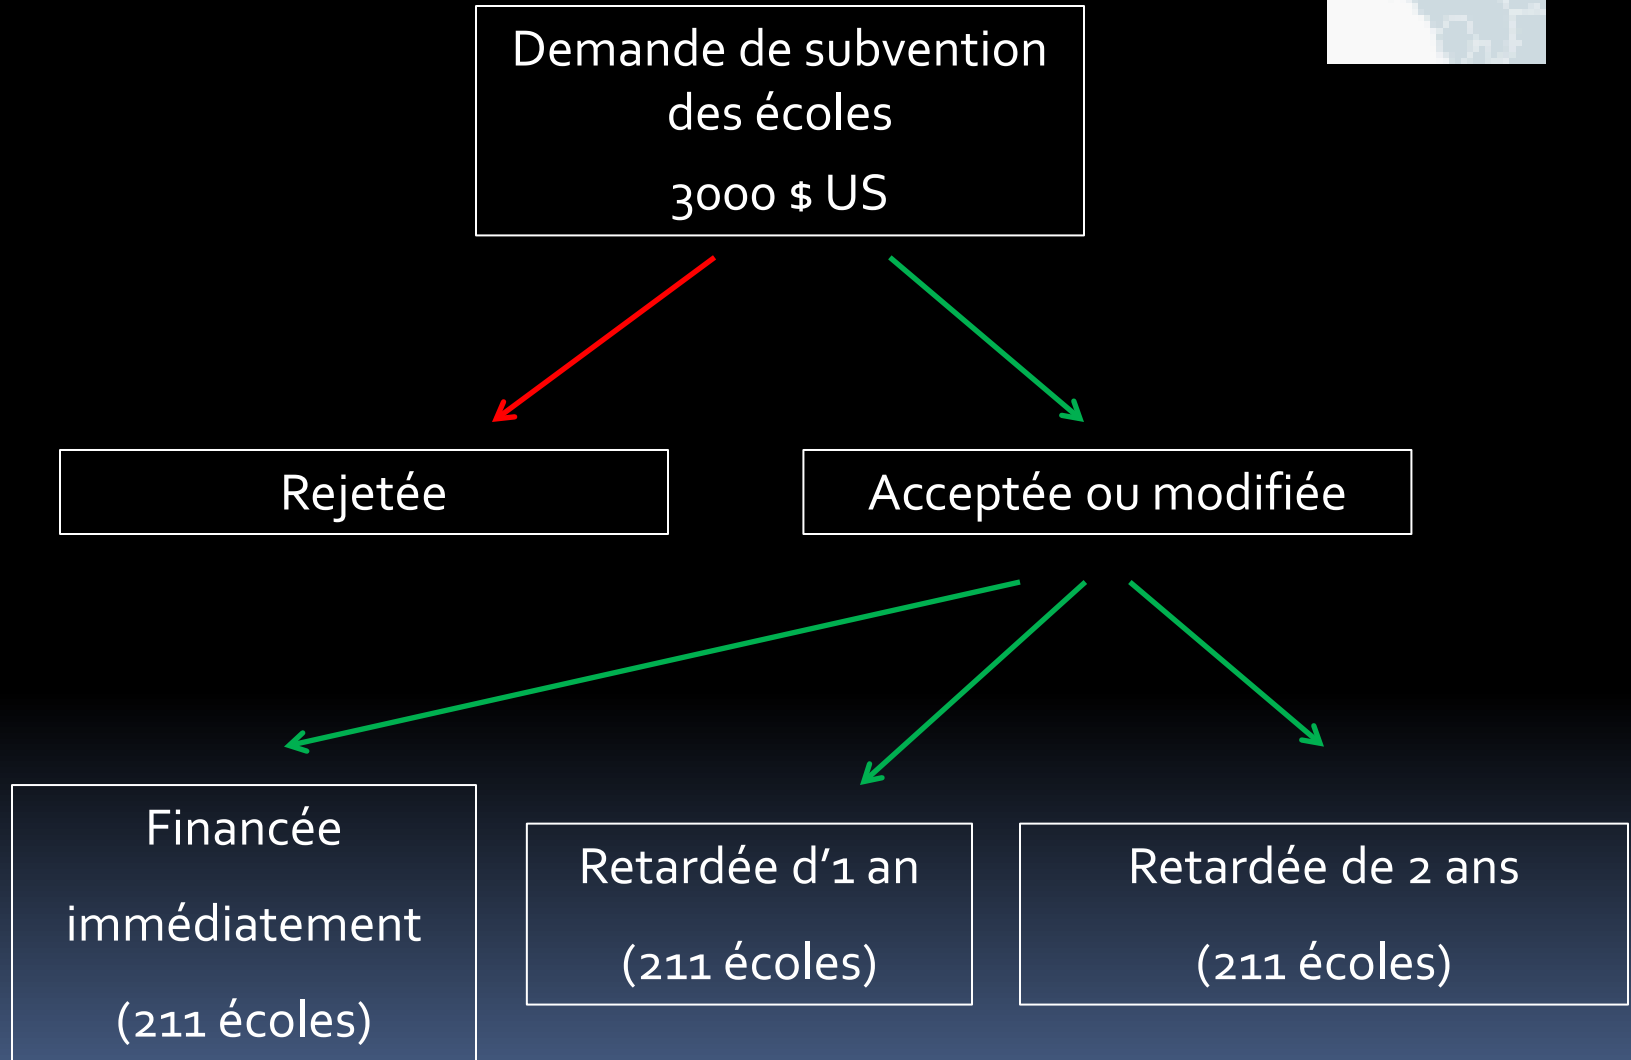 Demande de subvention
des écoles
3000 $ US
Rejetée
Acceptée ou modifiée
Financée
immédiatement
(211 écoles)
Retardée d’1 an
(211 écoles)
Retardée de 2 ans
(211 écoles)